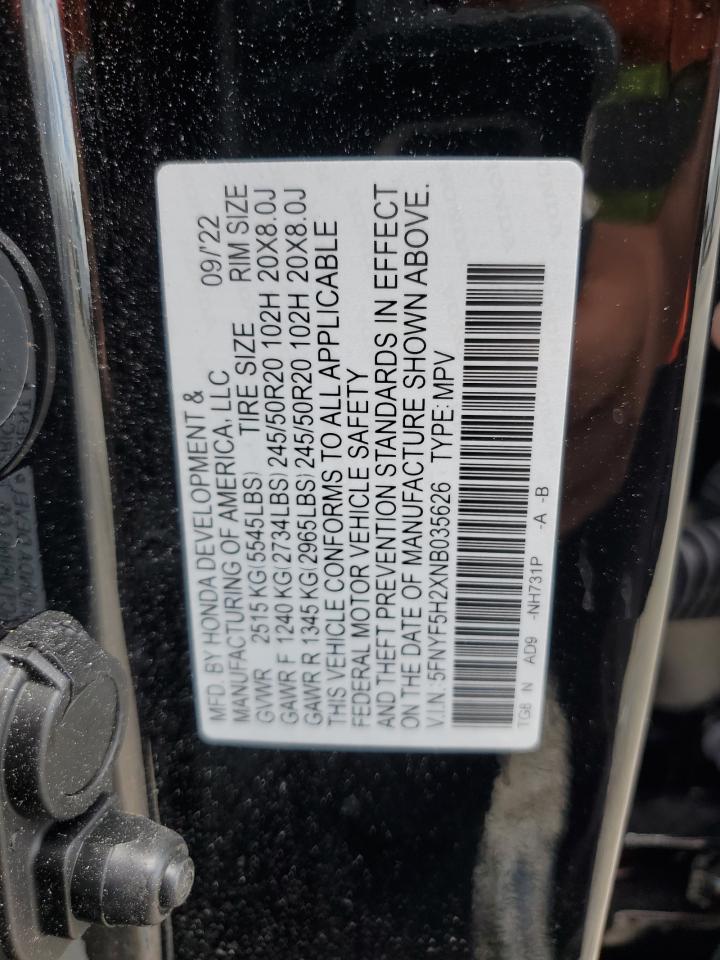 MFD. BY HONDA DEVELOPMENT &
MANUFACTURING OF AMERICA, LLC 09/'22
GVWR 2515 KG(5545LBS) TIRE SIZE RIM SIZE
GAWR F 1240 KG(2734LBS) 245/50R20 102H 20X8.0J
GAWR R 1345 KG(2965LBS) 245/50R20 102H 20X8.0J
THIS VEHICLE CONFORMS TO ALL APPLICABLE
FEDERAL MOTOR VEHICLE SAFETY
AND THEFT PREVENTION STANDARDS IN EFFECT
ON THE DATE OF MANUFACTURE SHOWN ABOVE.
V.I.N.:5FNYF5H2XNB035626 TYPE:MPV
TG8 N AD9 -NH731P -A -B